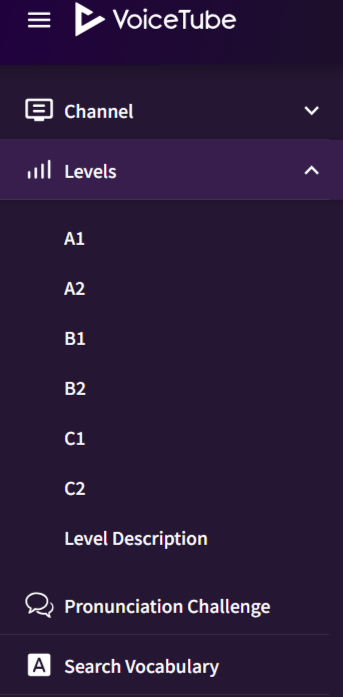 VoiceTube
Channel
Levels
A1
A2
B1
B2
C1
C2
Level Description
Pronunciation Challenge
A Search Vocabulary